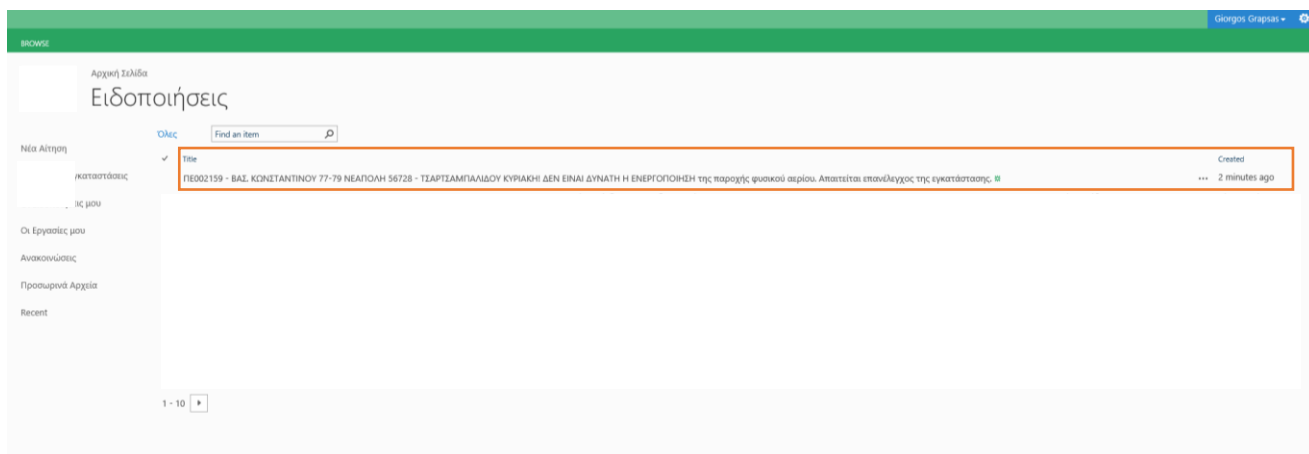 Giorgos Grapsas
BROWSE
Αρχική Σελίδα
Ειδοποιήσεις
Όλες Find an item
Νέα Αίτηση
Title Created
ΠΕ002159 - ΒΑΣ. ΚΩΝΣΤΑΝΤΙΝΟΥ 77-79 ΝΕΑΠΟΛΗ 56728 - ΤΣΑΡΤΣΑΜΠΑΛΙΔΟΥ ΚΥΡΙΑΚΗ: ΔΕΝ ΕΙΝΑΙ ΔΥΝΑΤΗ Η ΕΝΕΡΓΟΠΟΙΗΣΗ της παροχής φυσικού αερίου. Απαιτείται επανέλεγχος της εγκατάστασης. ... 2 minutes ago
μου
Οι Εργασίες μου
Ανακοινώσεις
Προσωρινά Αρχεία
Recent
1 - 10